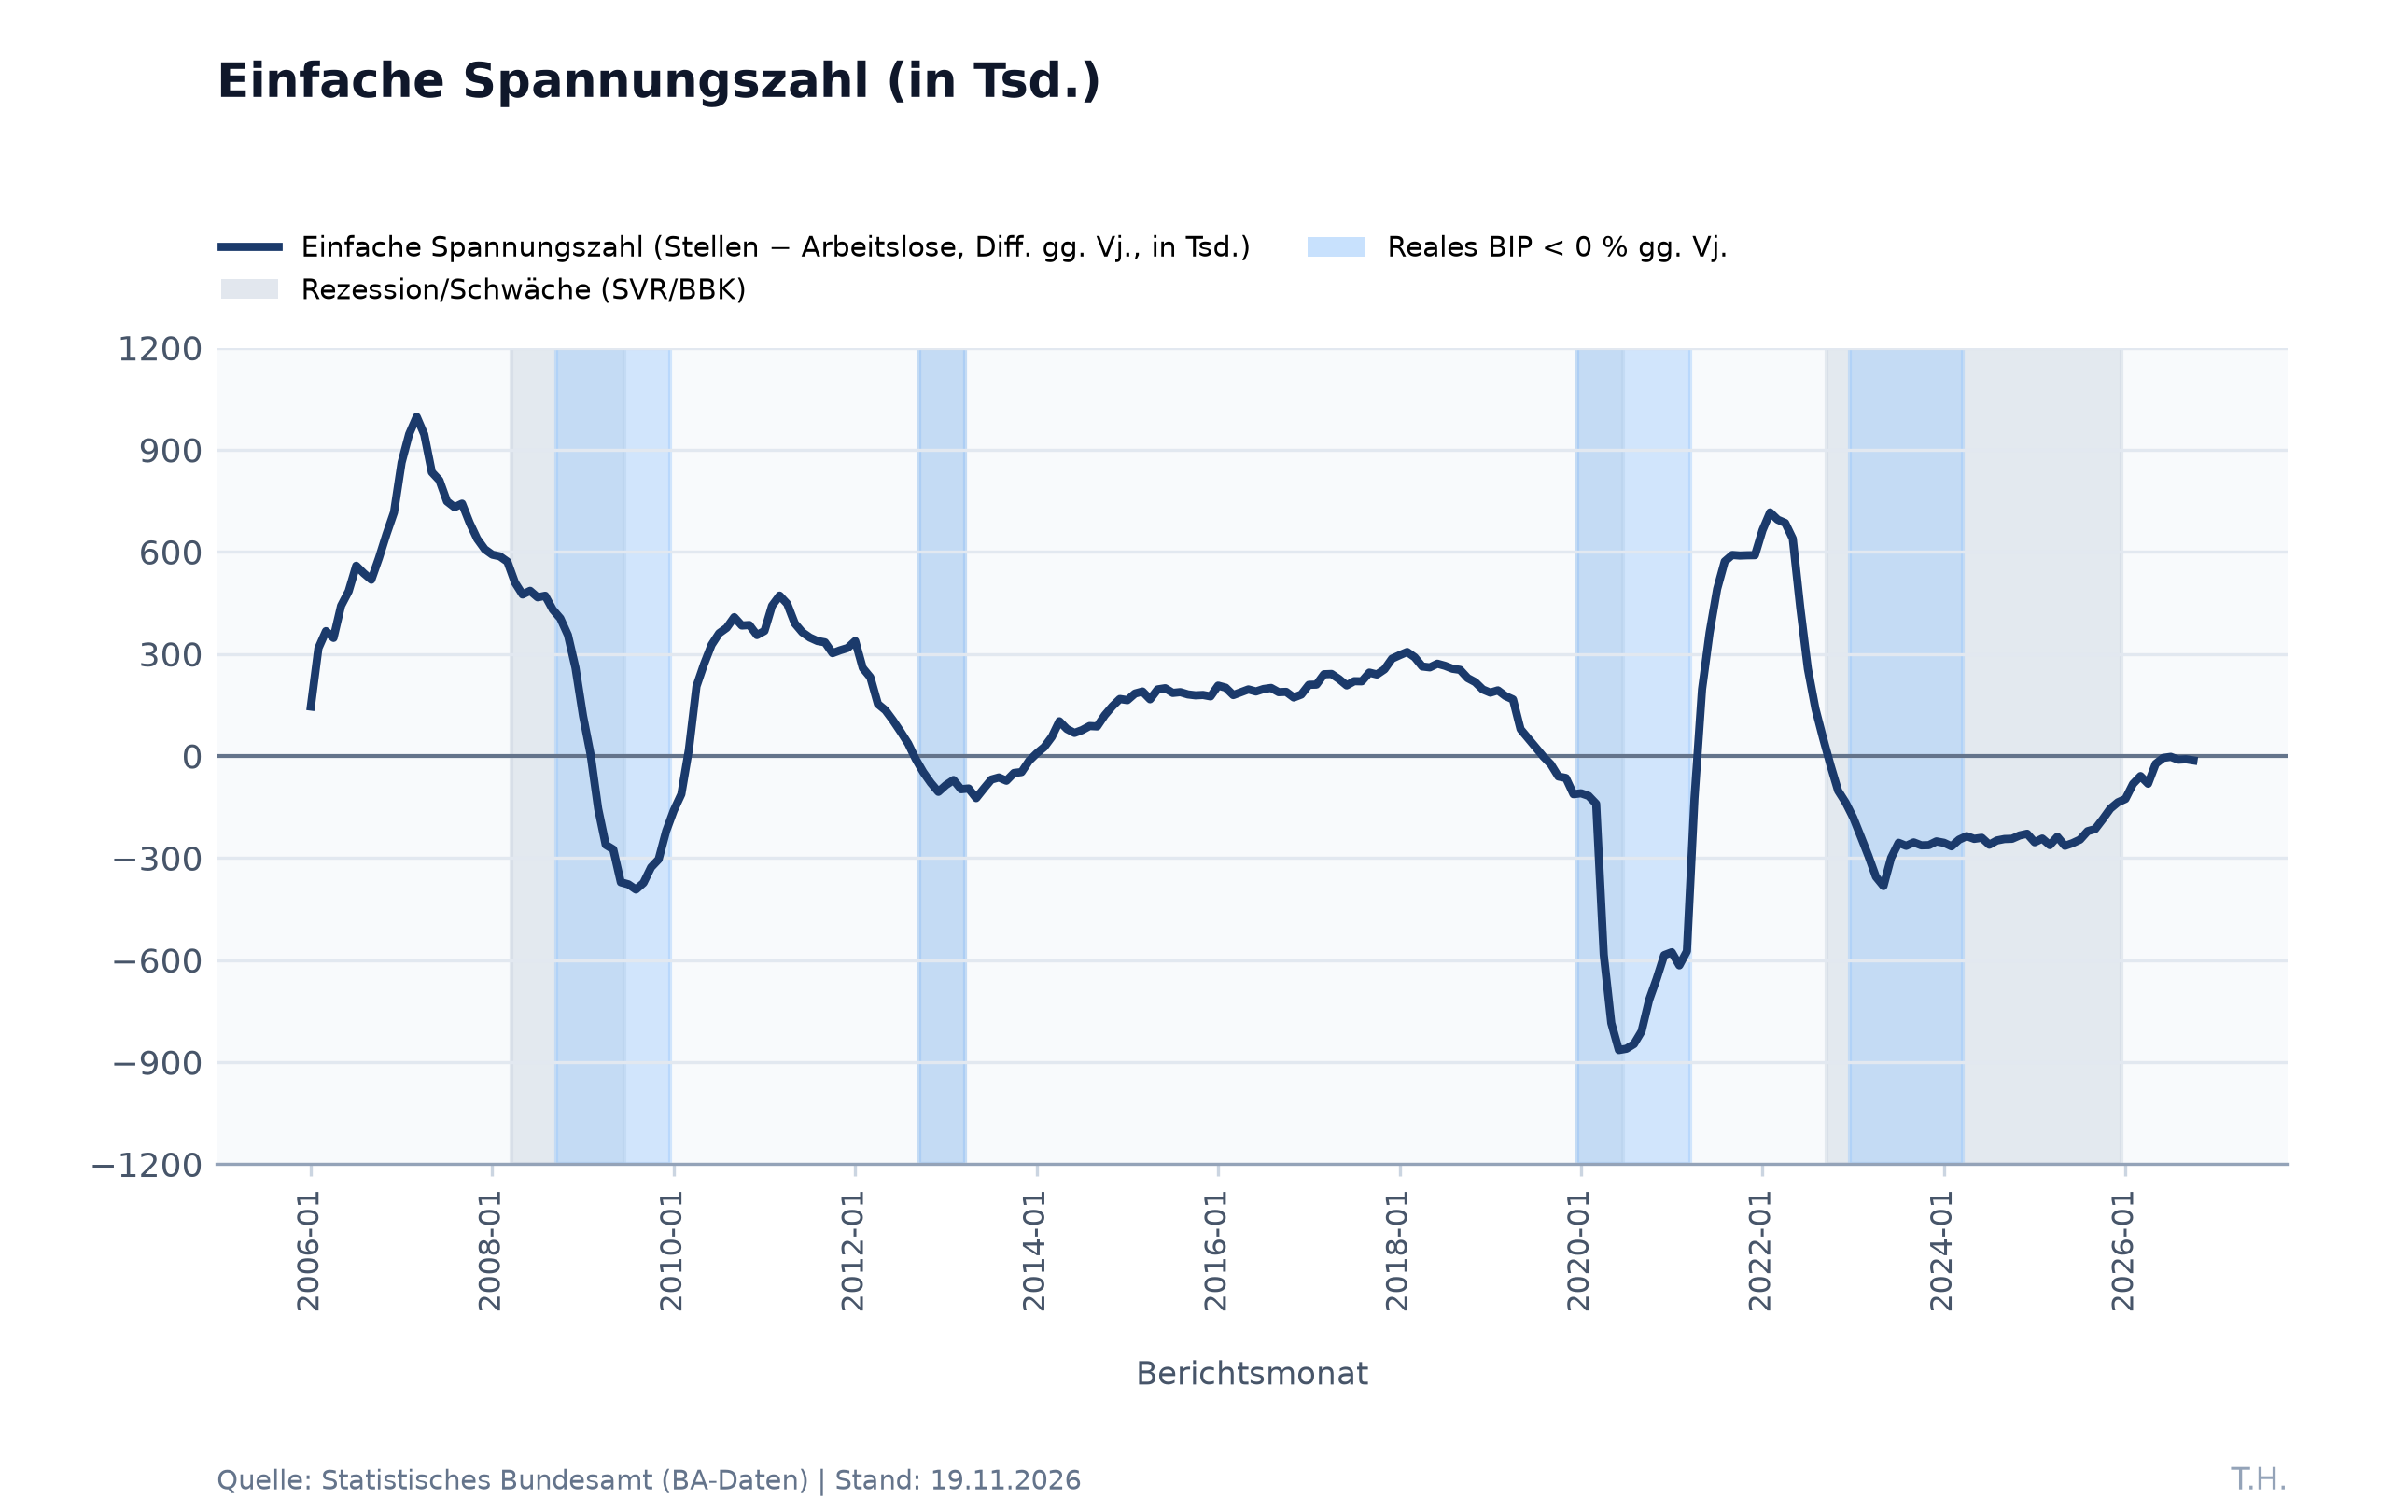 Einfache Spannungszahl (in Tsd.)
Einfache Spannungszahl (Stellen − Arbeitslose, Diff. gg. Vj., in Tsd.)
Reales BIP < 0 % gg. Vj.
Rezession/Schwäche (SVR/BBK)
1200
900
600
300
0
−300
−600
−900
−1200
2006-01
2008-01
2010-01
2012-01
2014-01
2016-01
2018-01
2020-01
2022-01
2024-01
2026-01
Berichtsmonat
Quelle: Statistisches Bundesamt (BA-Daten) | Stand: 19.11.2026
T.H.